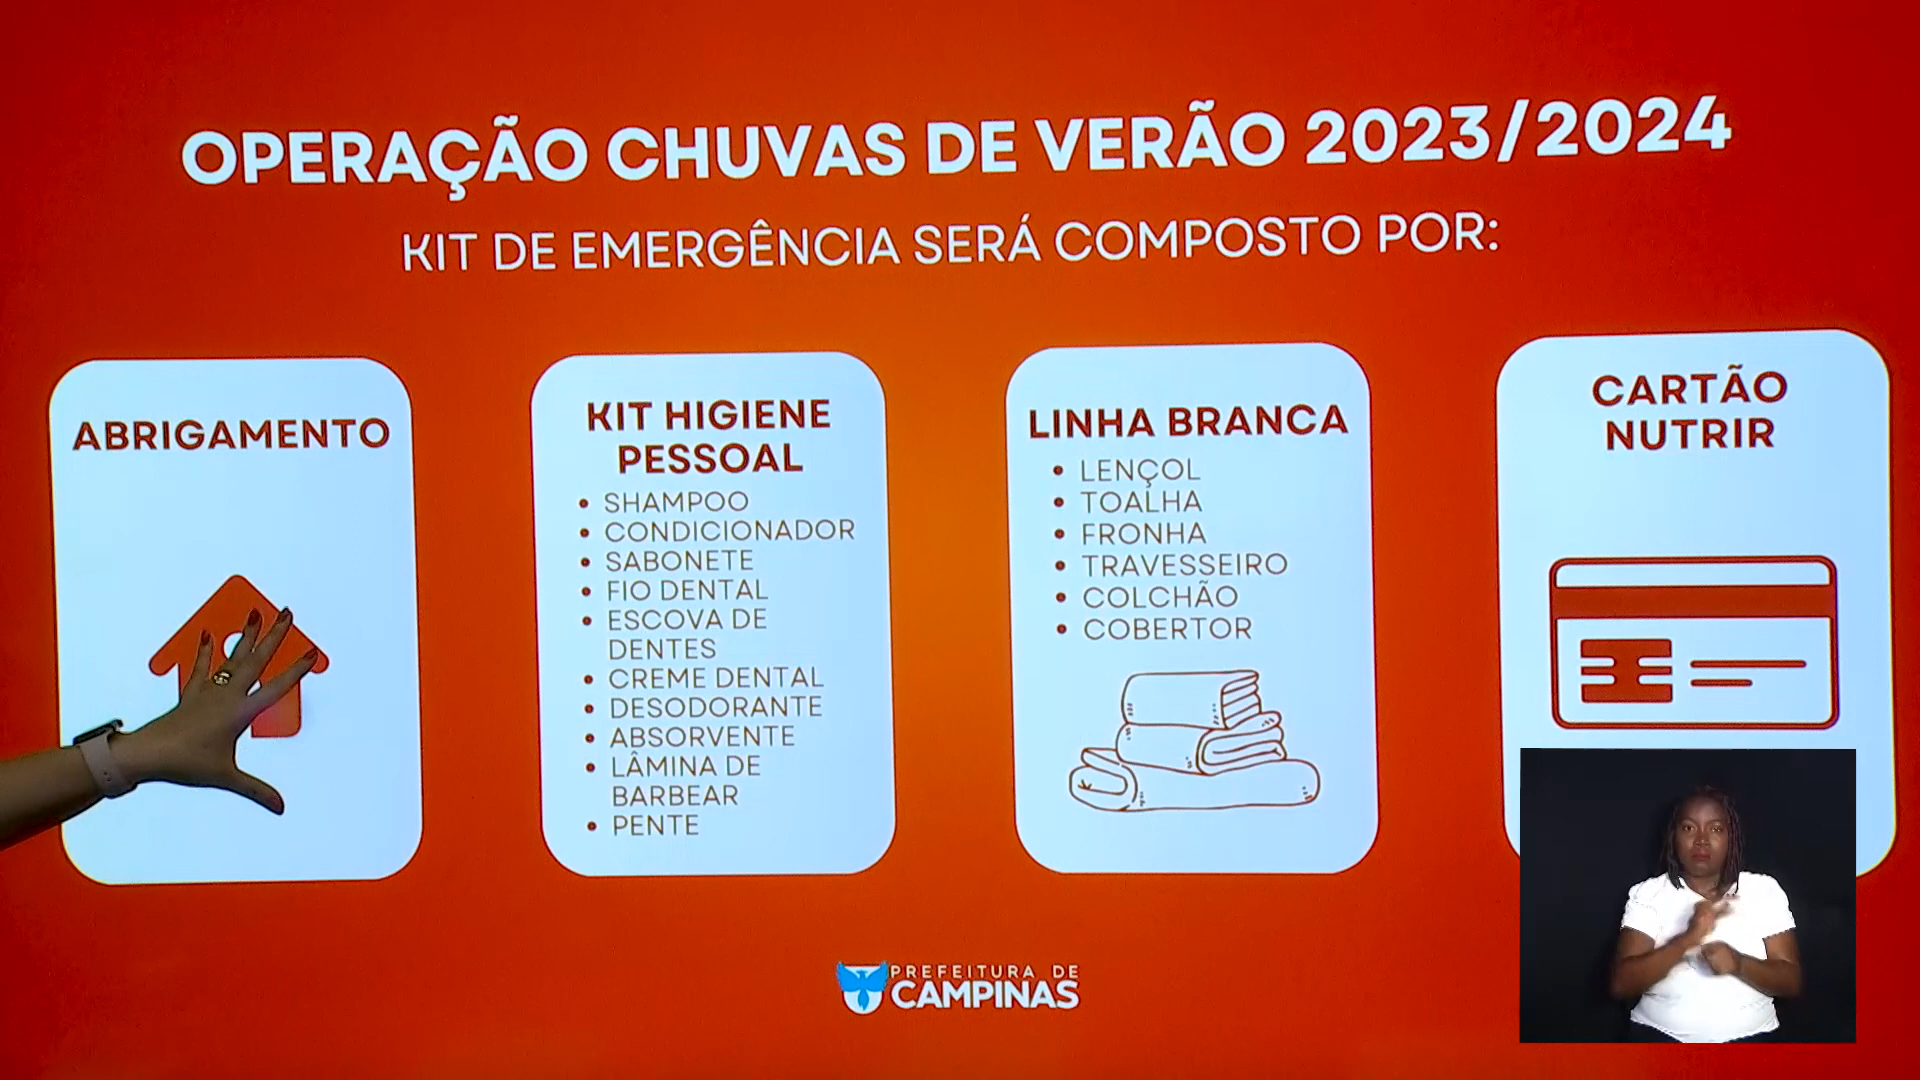 OPERAÇÃO CHUVAS DE VERÃO 2023/2024
KIT DE EMERGÊNCIA SERÁ COMPOSTO POR:
ABRIGAMENTO
KIT HIGIENE
PESSOAL
• SHAMPOO
• CONDICIONADOR
• SABONETE
• FIO DENTAL
• ESCOVA DE
DENTES
• CREME DENTAL
• DESODORANTE
• ABSORVENTE
• LÂMINA DE
BARBEAR
• PENTE
LINHA BRANCA
• LENÇOL
• TOALHA
• FRONHA
• TRAVESSEIRO
• COLCHÃO
• COBERTOR
CARTÃO
NUTRIR
PREFEITURA DE
CAMPINAS